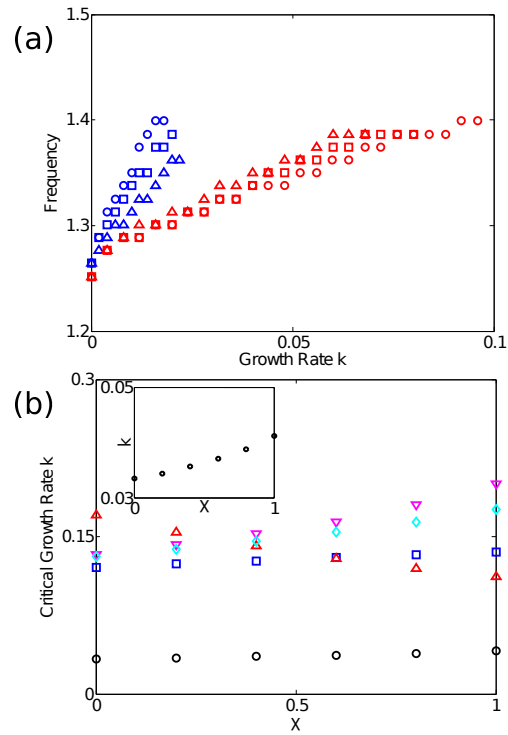 (a)
1.5
1.4
1.3
1.2
Frequency
0
0.05
0.1
Growth Rate k
(b)
0.3
0.15
0
Critical Growth Rate k
0.05
0.03
k
0
X
1
0
0.5
1
X